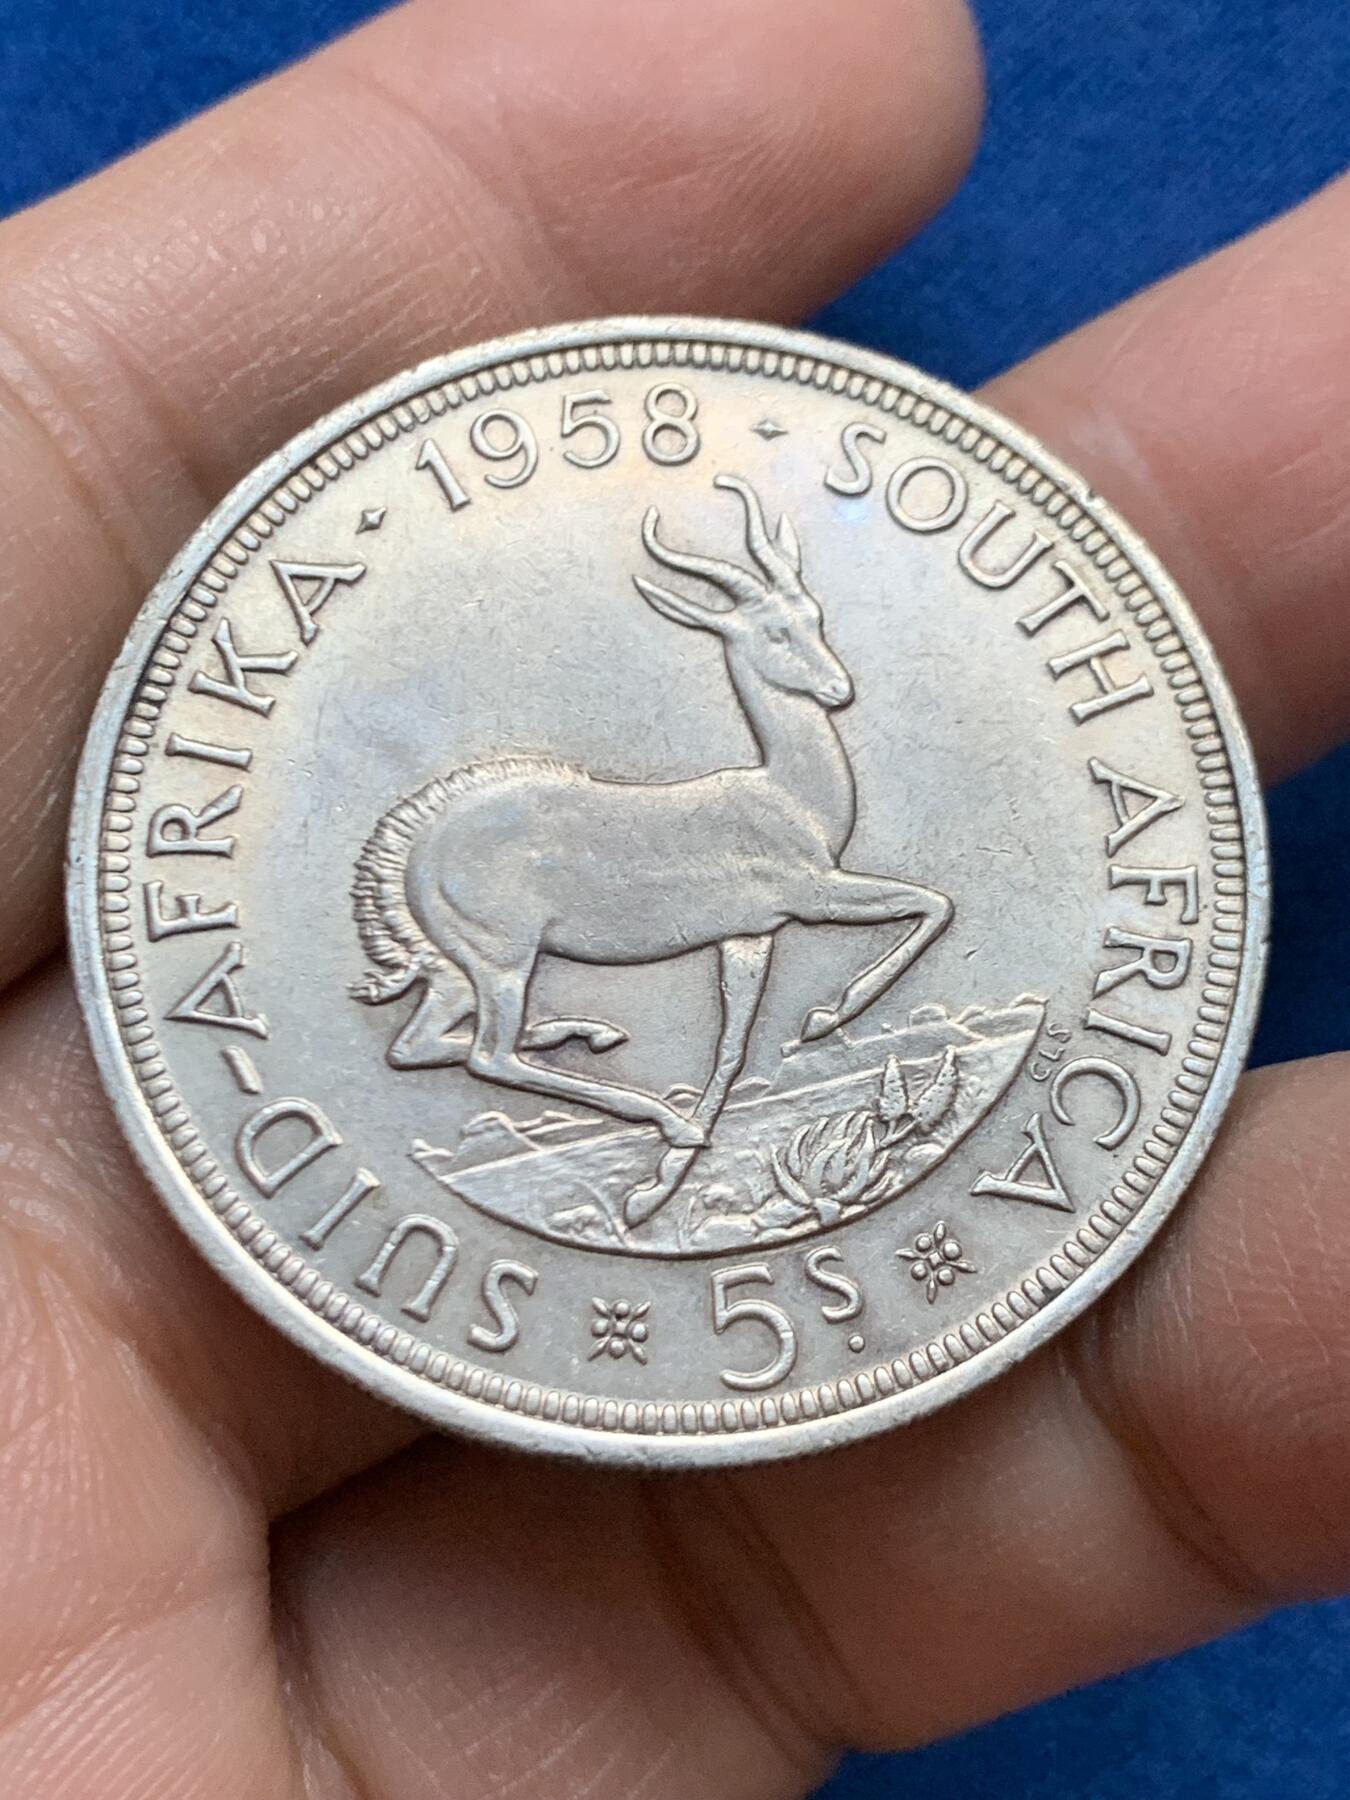 SUID-AFRIKA · 1958 · SOUTH AFRICA
5S.
CLS